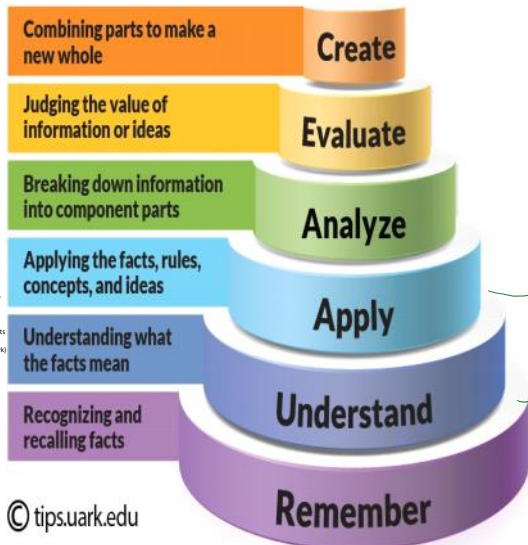 Combining parts to make a
new whole
Create
Judging the value of
information or ideas
Evaluate
Breaking down information
into component parts
Analyze
Applying the facts, rules,
concepts, and ideas
Apply
Understanding what
the facts mean
Understand
Recognizing and
recalling facts
Remember
© tips.uark.edu